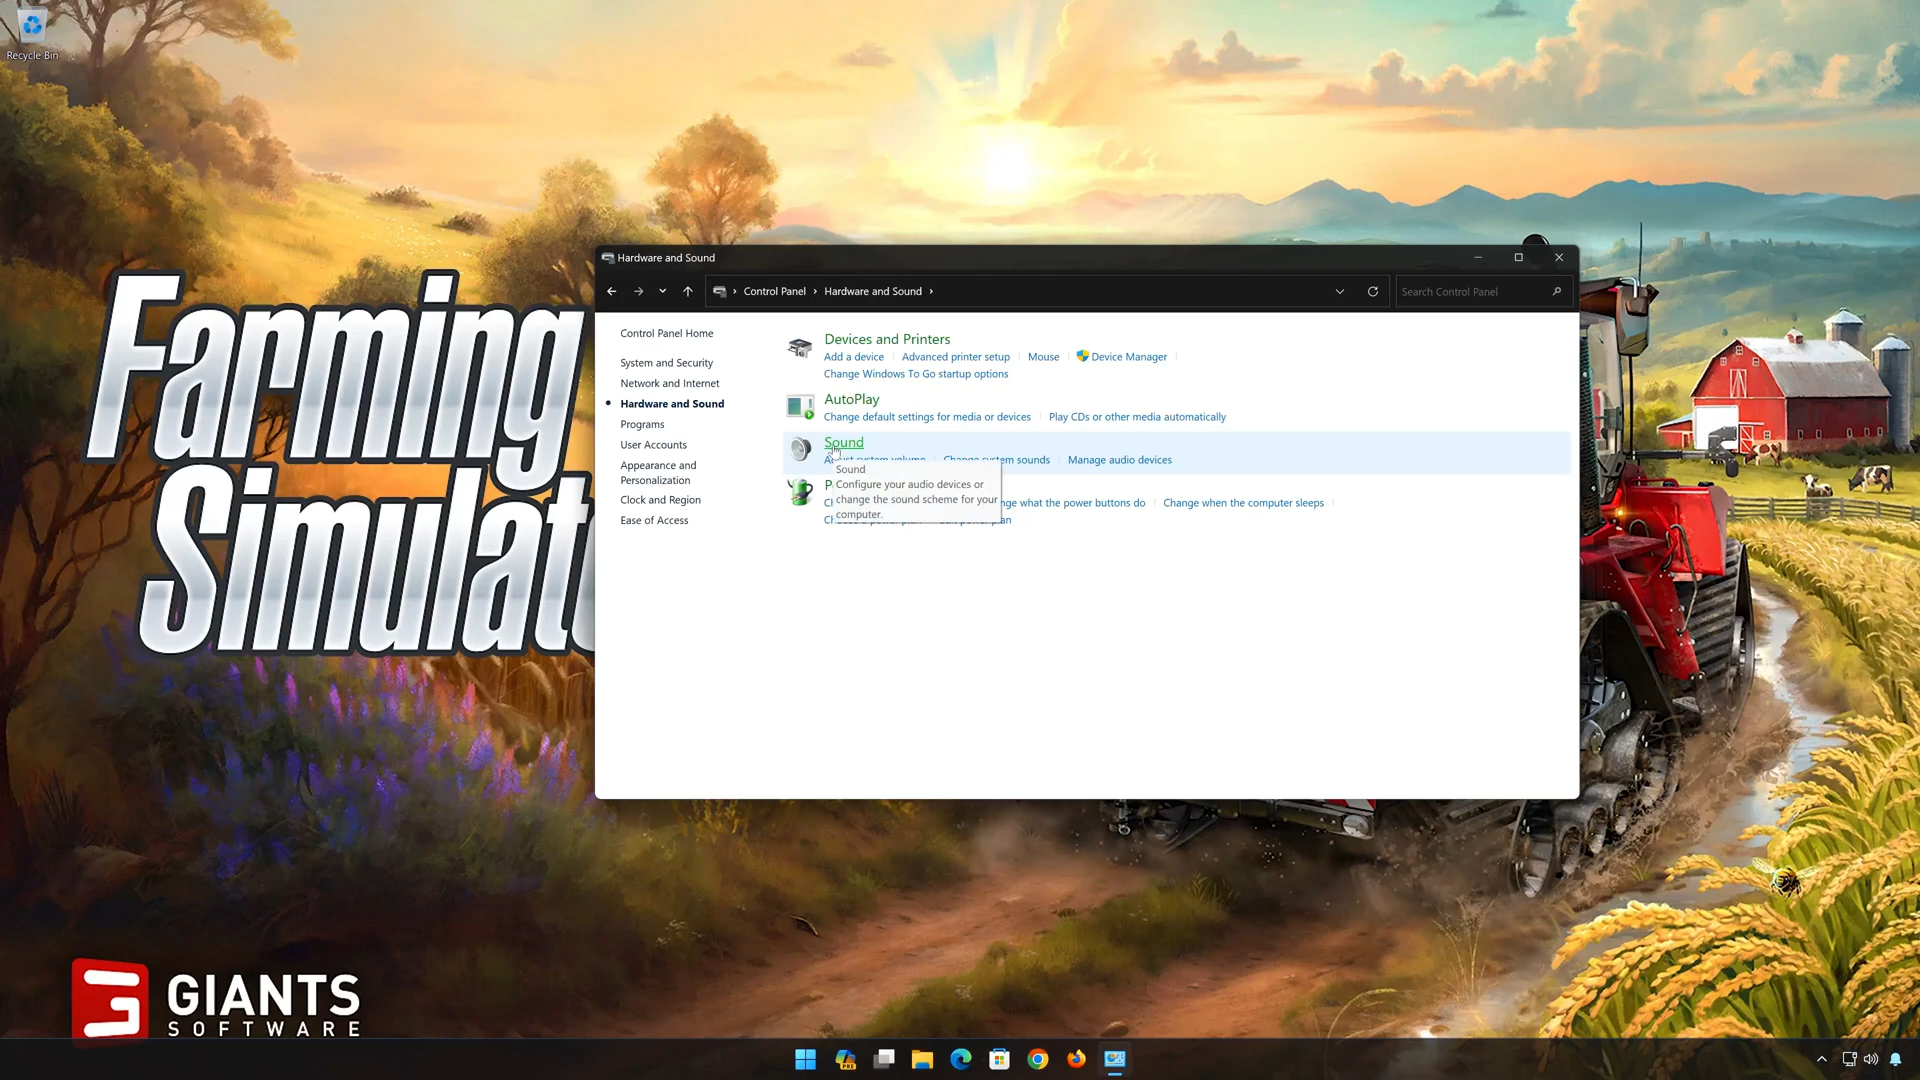 Recycle Bin
Farming
Simulat
GIANTS
SOFTWARE
Hardware and Sound
Control Panel
Hardware and Sound
Search Control Panel
Control Panel Home
System and Security
Network and Internet
Hardware and Sound
Programs
User Accounts
Appearance and
Personalization
Clock and Region
Ease of Access
Devices and Printers
Add a device
Advanced printer setup
Mouse
Device Manager
Change Windows To Go startup options
AutoPlay
Change default settings for media or devices
Play CDs or other media automatically
Sound
Adjust system volume
Change system sounds
Manage audio devices
Sound
Configure your audio devices or
change the sound scheme for your
computer.
nge what the power buttons do
Change when the computer sleeps